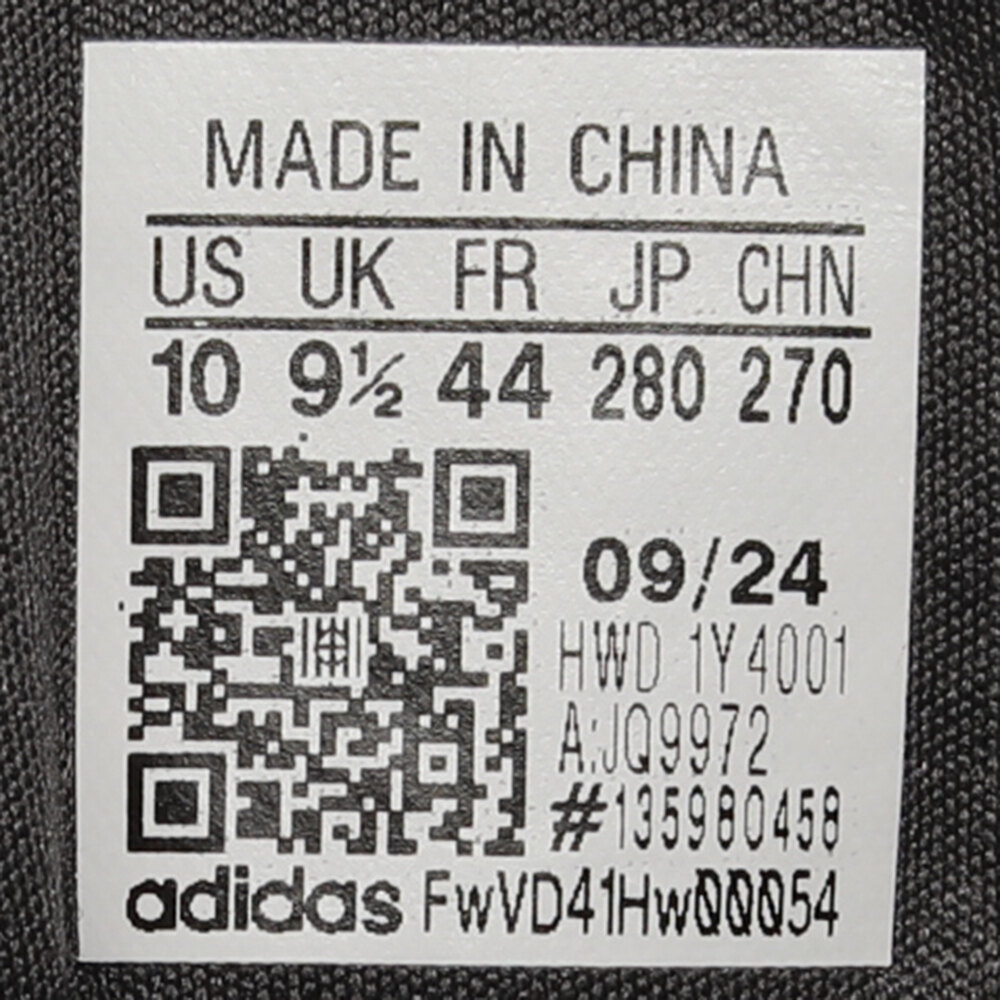 MADE IN CHINA
US UK FR JP CHN
10 9½ 44 280 270
09/24
HWD 1Y4001
A:JQ9972
#135980458
adidas FwVD41Hw00054